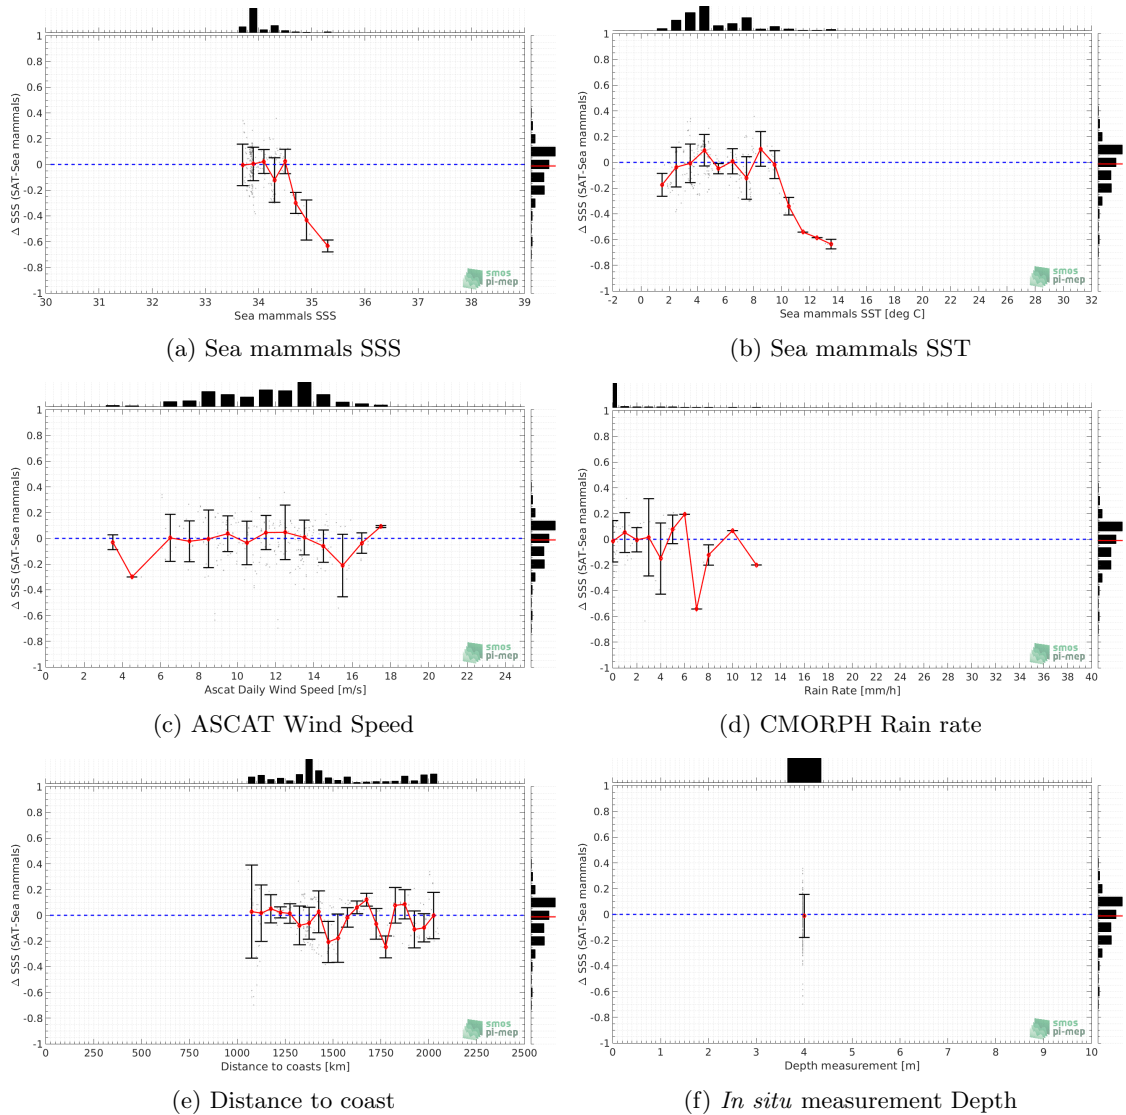 1
0.8
0.6
0.4
0.2
0
-0.2
-0.4
-0.6
-0.8
-1
Δ SSS (SAT-Sea mammals)
30 31 32 33 34 35 36 37 38 39
Sea mammals SSS
smos
pi-mep
(a) Sea mammals SSS
1
0.8
0.6
0.4
0.2
0
-0.2
-0.4
-0.6
-0.8
-1
Δ SSS (SAT-Sea mammals)
-2 0 2 4 6 8 10 12 14 16 18 20 22 24 26 28 30 32
Sea mammals SST [deg C]
smos
pi-mep
(b) Sea mammals SST
1
0.8
0.6
0.4
0.2
0
-0.2
-0.4
-0.6
-0.8
-1
Δ SSS (SAT-Sea mammals)
0 2 4 6 8 10 12 14 16 18 20 22 24
Ascat Daily Wind Speed [m/s]
smos
pi-mep
(c) ASCAT Wind Speed
1
0.8
0.6
0.4
0.2
0
-0.2
-0.4
-0.6
-0.8
-1
Δ SSS (SAT-Sea mammals)
0 2 4 6 8 10 12 14 16 18 20 22 24 26 28 30 32 34 36 38 40
Rain Rate [mm/h]
smos
pi-mep
(d) CMORPH Rain rate
1
0.8
0.6
0.4
0.2
0
-0.2
-0.4
-0.6
-0.8
-1
Δ SSS (SAT-Sea mammals)
0 250 500 750 1000 1250 1500 1750 2000 2250 2500
Distance to coasts [km]
smos
pi-mep
(e) Distance to coast
1
0.8
0.6
0.4
0.2
0
-0.2
-0.4
-0.6
-0.8
-1
Δ SSS (SAT-Sea mammals)
0 1 2 3 4 5 6 7 8 9 10
Depth measurement [m]
smos
pi-mep
(f) In situ measurement Depth